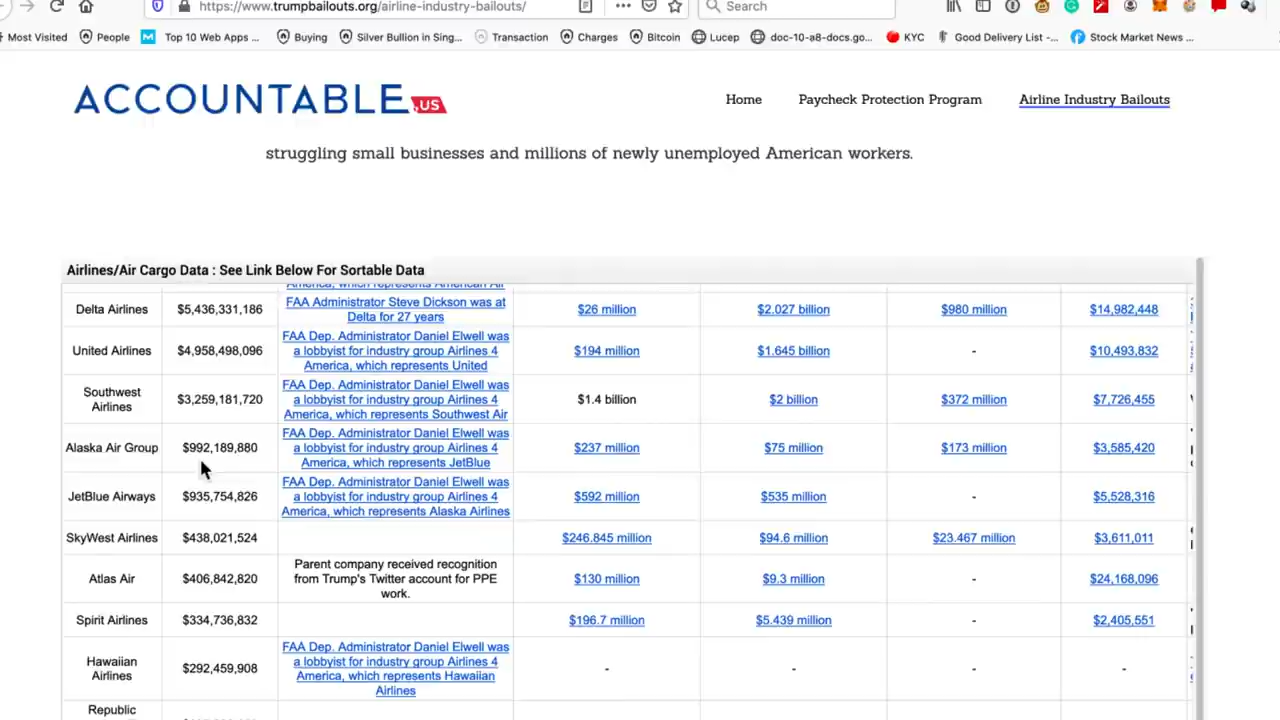 https://www.trumpbailouts.org/airline-industry-bailouts/
Search
Most Visited
People
Top 10 Web Apps ...
Buying
Silver Bullion in Sing...
Transaction
Charges
Bitcoin
Lucep
doc-10-a8-docs.go...
KYC
Good Delivery List -...
Stock Market News ...
ACCOUNTABLE.US
Home
Paycheck Protection Program
Airline Industry Bailouts
struggling small businesses and millions of newly unemployed American workers.
Airlines/Air Cargo Data : See Link Below For Sortable Data
America, which represents American Air
Delta Airlines
$5,436,331,186
FAA Administrator Steve Dickson was at
Delta for 27 years
$26 million
$2.027 billion
$980 million
$14,982,448
United Airlines
$4,958,498,096
FAA Dep. Administrator Daniel Elwell was
a lobbyist for industry group Airlines 4
America, which represents United
$194 million
$1.645 billion
-
$10,493,832
Southwest
Airlines
$3,259,181,720
FAA Dep. Administrator Daniel Elwell was
a lobbyist for industry group Airlines 4
America, which represents Southwest Air
$1.4 billion
$2 billion
$372 million
$7,726,455
Alaska Air Group
$992,189,880
FAA Dep. Administrator Daniel Elwell was
a lobbyist for industry group Airlines 4
America, which represents JetBlue
$237 million
$75 million
$173 million
$3,585,420
JetBlue Airways
$935,754,826
FAA Dep. Administrator Daniel Elwell was
a lobbyist for industry group Airlines 4
America, which represents Alaska Airlines
$592 million
$535 million
-
$5,528,316
SkyWest Airlines
$438,021,524
$246.845 million
$94.6 million
$23.467 million
$3,611,011
Atlas Air
$406,842,820
Parent company received recognition
from Trump's Twitter account for PPE
work.
$130 million
$9.3 million
-
$24,168,096
Spirit Airlines
$334,736,832
$196.7 million
$5.439 million
-
$2,405,551
Hawaiian
Airlines
$292,459,908
FAA Dep. Administrator Daniel Elwell was
a lobbyist for industry group Airlines 4
America, which represents Hawaiian
Airlines
-
-
-
-
Republic